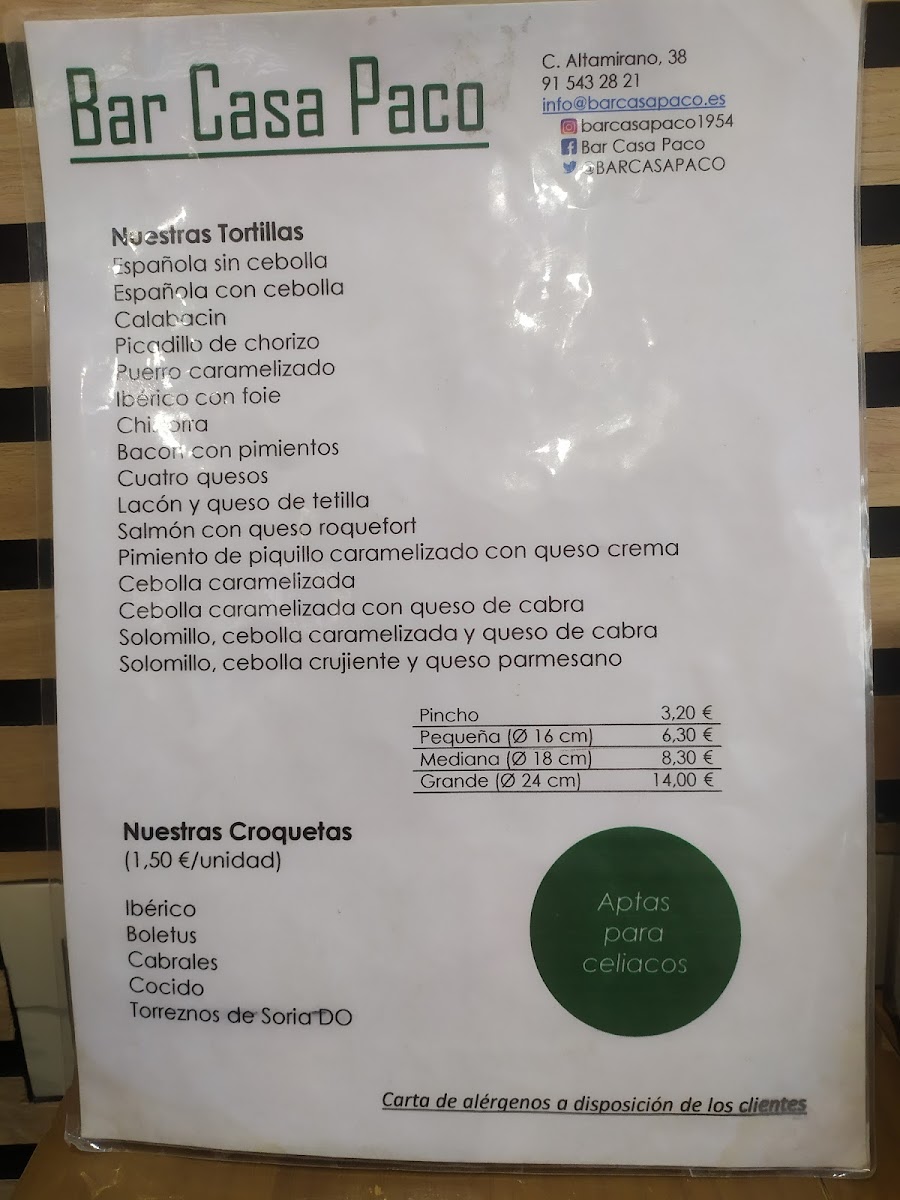 Bar Casa Paco
C. Altamirano, 38
91 543 28 21
info@barcasapaco.es
barcasapaco1954
Bar Casa Paco
@BARCASAPACO
Nuestras Tortillas
Española sin cebolla
Española con cebolla
Calabacin
Picadillo de chorizo
Puerro caramelizado
Ibérico con foie
Chistorra
Bacon con pimientos
Cuatro quesos
Lacón y queso de tetilla
Salmón con queso roquefort
Pimiento de piquillo caramelizado con queso crema
Cebolla caramelizada
Cebolla caramelizada con queso de cabra
Solomillo, cebolla caramelizada y queso de cabra
Solomillo, cebolla crujiente y queso parmesano
Pincho 3,20 €
Pequeña (Ø 16 cm) 6,30 €
Mediana (Ø 18 cm) 8,30 €
Grande (Ø 24 cm) 14,00 €
Nuestras Croquetas
(1,50 €/unidad)
Ibérico
Boletus
Cabrales
Cocido
Torreznos de Soria DO
Aptas
para
celiacos
Carta de alérgenos a disposición de los clientes